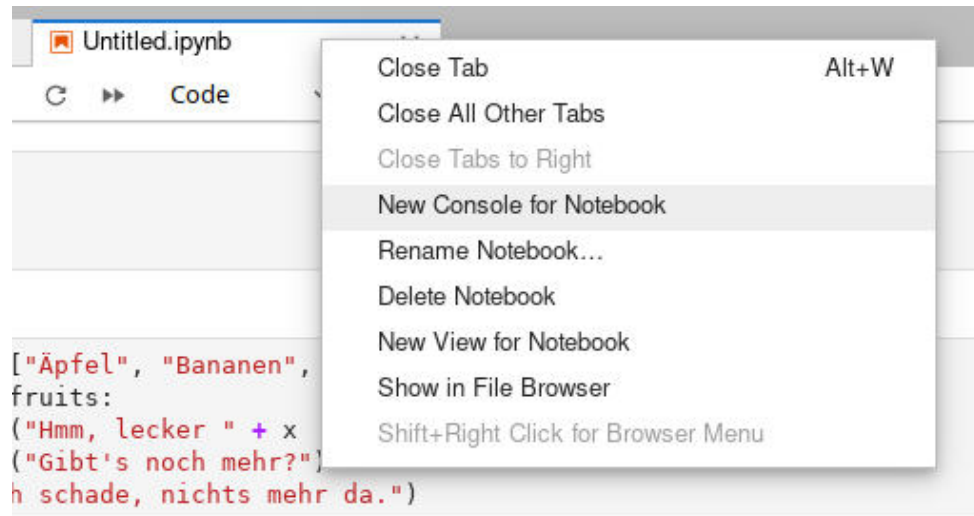 Untitled.ipynb
Code
Close Tab Alt+W
Close All Other Tabs
Close Tabs to Right
New Console for Notebook
Rename Notebook…
Delete Notebook
New View for Notebook
Show in File Browser
Shift+Right Click for Browser Menu
["Äpfel", "Bananen",
fruits:
("Hmm, lecker " + x
("Gibt's noch mehr?")
h schade, nichts mehr da.")